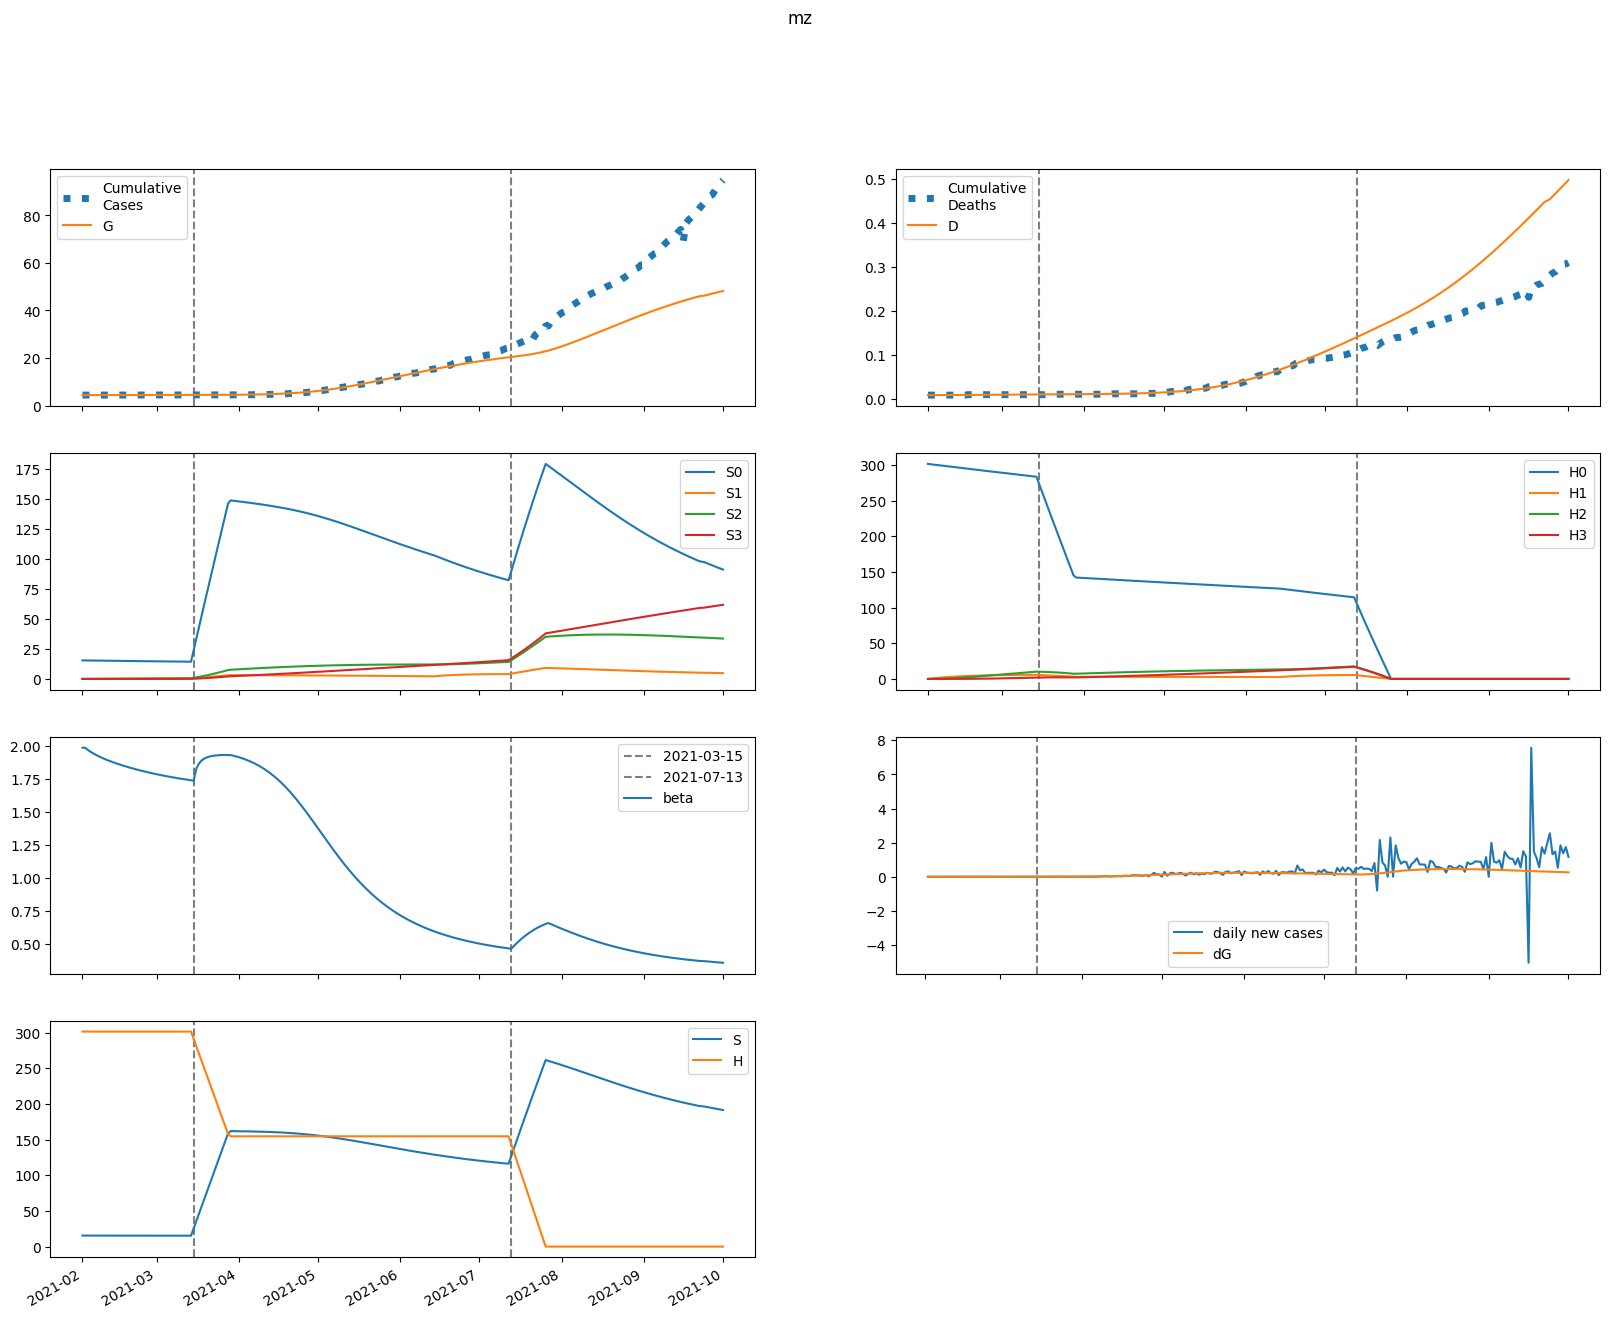 mz
Cumulative
Cases
G
80
60
40
20
0
Cumulative
Deaths
D
0.5
0.4
0.3
0.2
0.1
0.0
S0
S1
S2
S3
175
150
125
100
75
50
25
0
H0
H1
H2
H3
300
250
200
150
100
50
0
2021-03-15
2021-07-13
beta
2.00
1.75
1.50
1.25
1.00
0.75
0.50
8
6
4
2
0
−2
−4
daily new cases
dG
S
H
300
250
200
150
100
50
0
2021-02
2021-03
2021-04
2021-05
2021-06
2021-07
2021-08
2021-09
2021-10